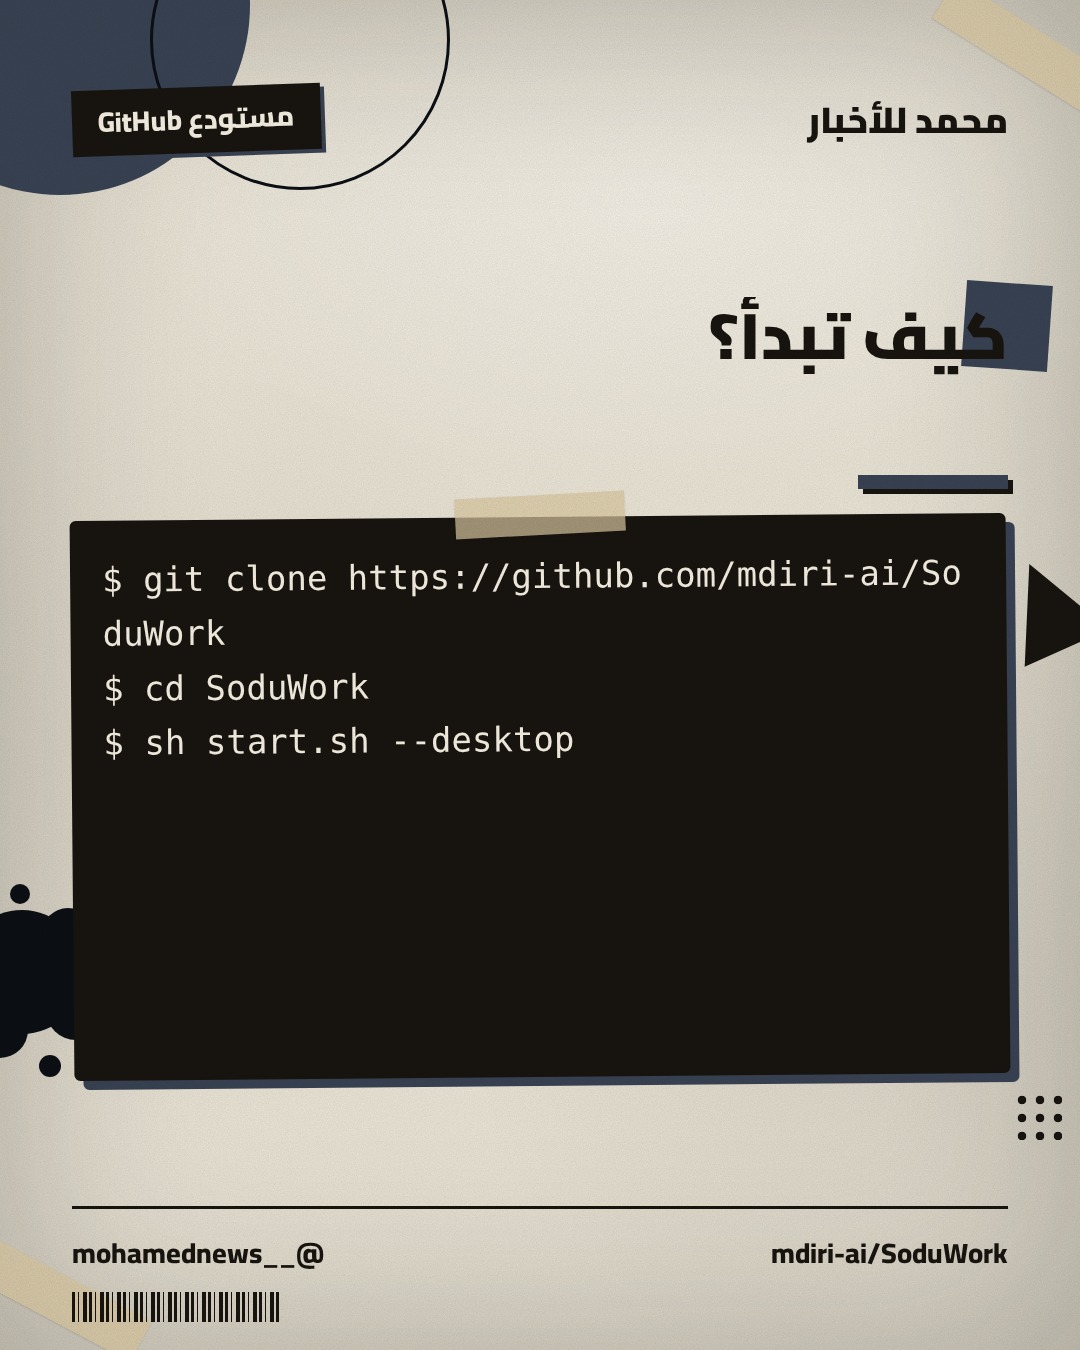 محمد للأخبار
مستودع GitHub
كيف تبدأ؟
$ git clone https://github.com/mdiri-ai/So
duWork
$ cd SoduWork
$ sh start.sh --desktop
mdiri-ai/SoduWork
mohamednews__@